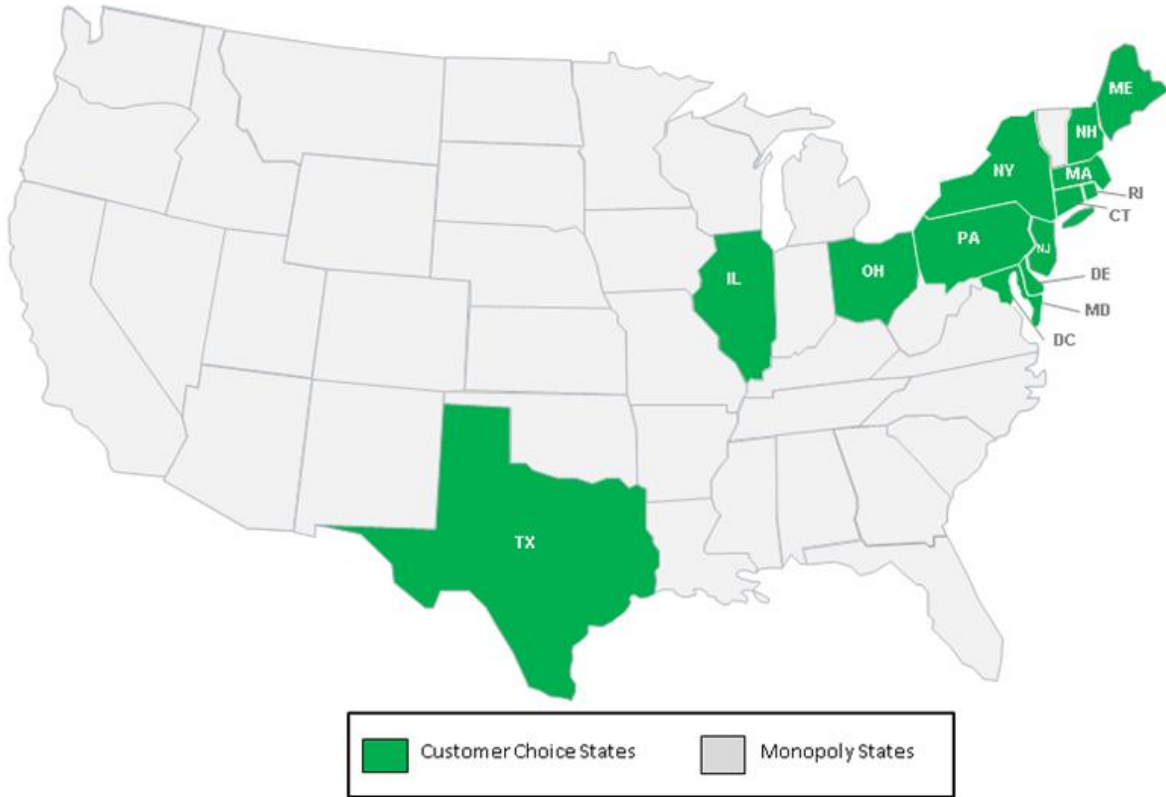 ME
NH
NY
MA
RI
CT
PA
NJ
IL
OH
DE
MD
DC
TX
Customer Choice States
Monopoly States